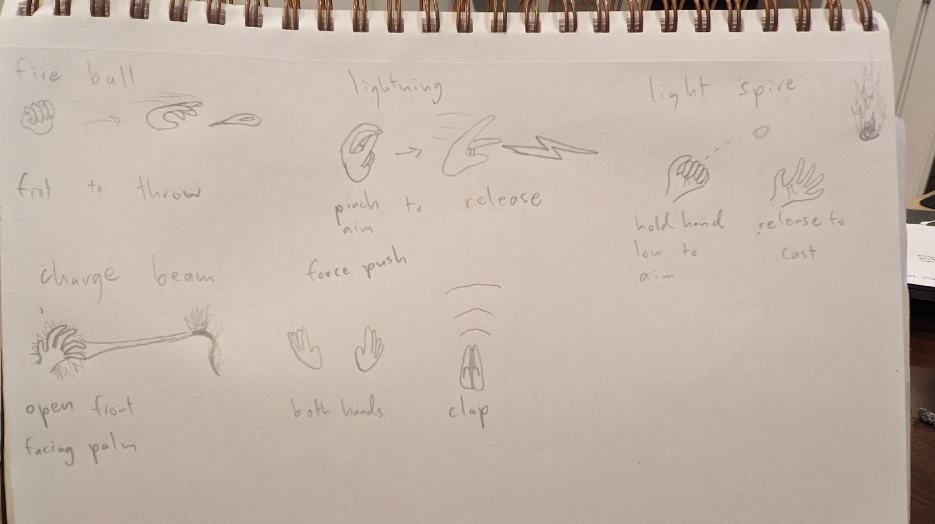 fire ball
fist to throw
lightning
pinch to release
aim
light spire
hold hand
low to
aim
release to
cast
charge beam
open front
facing palm
force push
both hands
clap